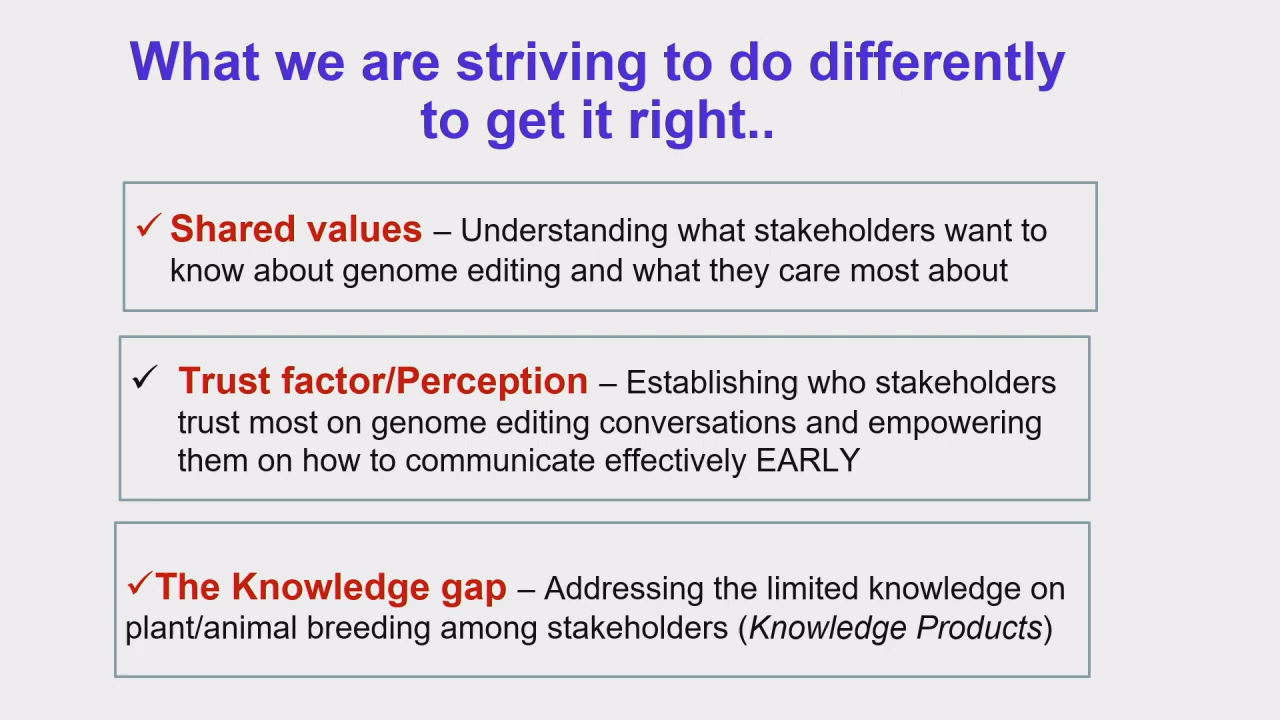 What we are striving to do differently
to get it right..
✓ Shared values – Understanding what stakeholders want to
know about genome editing and what they care most about
✓ Trust factor/Perception – Establishing who stakeholders
trust most on genome editing conversations and empowering
them on how to communicate effectively EARLY
✓The Knowledge gap – Addressing the limited knowledge on
plant/animal breeding among stakeholders (Knowledge Products)